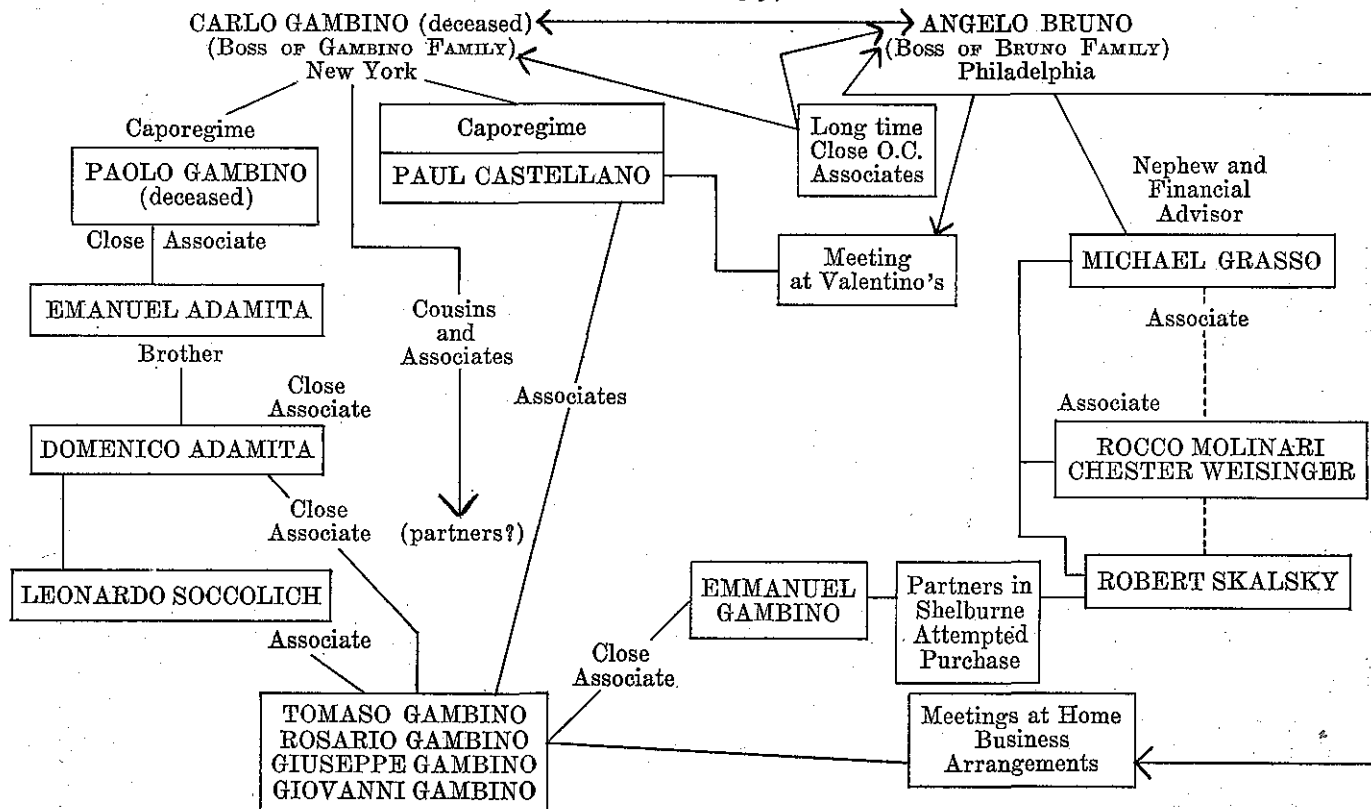 CARLO GAMBINO (deceased)
(BOSS OF GAMBINO FAMILY)
New York
ANGELO BRUNO
(BOSS OF BRUNO FAMILY)
Philadelphia
Caporegime
PAOLO GAMBINO
(deceased)
Caporegime
PAUL CASTELLANO
Long time
Close O.C.
Associates
Nephew and
Financial
Advisor
MICHAEL GRASSO
Close Associate
EMANUEL ADAMITA
Meeting
at Valentino's
Cousins
and
Associates
Associate
Brother
Close
Associate
DOMENICO ADAMITA
Associates
Associate
ROCCO MOLINARI
CHESTER WEISINGER
Close
Associate
(partners?)
LEONARDO SOCCOLICH
EMMANUEL
GAMBINO
Partners in
Shelburne
Attempted
Purchase
ROBERT SKALSKY
Associate
Close
Associate
TOMASO GAMBINO
ROSARIO GAMBINO
GIUSEPPE GAMBINO
GIOVANNI GAMBINO
Meetings at Home
Business
Arrangements